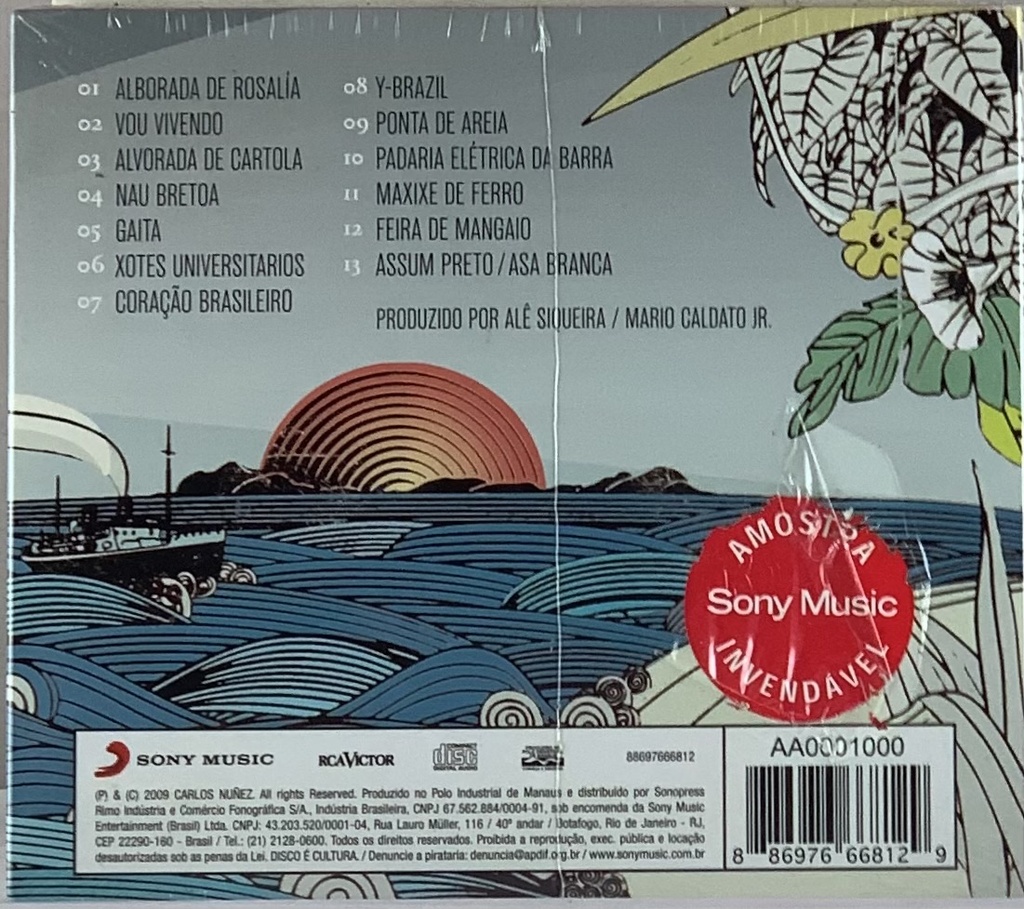 01 ALBORADA DE ROSALÍA
02 VOU VIVENDO
03 ALVORADA DE CARTOLA
04 NAU BRETOA
05 GAITA
06 XOTES UNIVERSITARIOS
07 CORAÇÃO BRASILEIRO
08 Y-BRAZIL
09 PONTA DE AREIA
10 PADARIA ELÉTRICA DA BARRA
11 MAXIXE DE FERRO
12 FEIRA DE MANGAIO
13 ASSUM PRETO / ASA BRANCA
PRODUZIDO POR ALÊ SIQUEIRA / MARIO CALDATO JR.
AMOSTRA
Sony Music
INVENDÁVEL
SONY MUSIC
RCA VICTOR
COMPACT
disc
DIGITAL AUDIO
88697666812
(P) & (C) 2009 CARLOS NUÑEZ. All rights Reserved. Produzido no Polo Industrial de Manaus e distribuído por Sonopress
Rimo Indústria e Comércio Fonográfica S/A., Indústria Brasileira, CNPJ 67.562.884/0004-91, sob encomenda da Sony Music
Entertainment (Brasil) Ltda. CNPJ: 43.203.520/0001-04, Rua Lauro Müller, 116 / 40º andar / Botafogo, Rio de Janeiro - RJ,
CEP 22290-160 - Brasil / Tel.: (21) 2128-0600. Todos os direitos reservados. Proibida a reprodução, exec. pública e locação
desautorizadas sob as penas da Lei. DISCO É CULTURA. / Denuncie a pirataria: denuncia@apdif.org.br / www.sonymusic.com.br
AA0001000
8 86976 66812 9